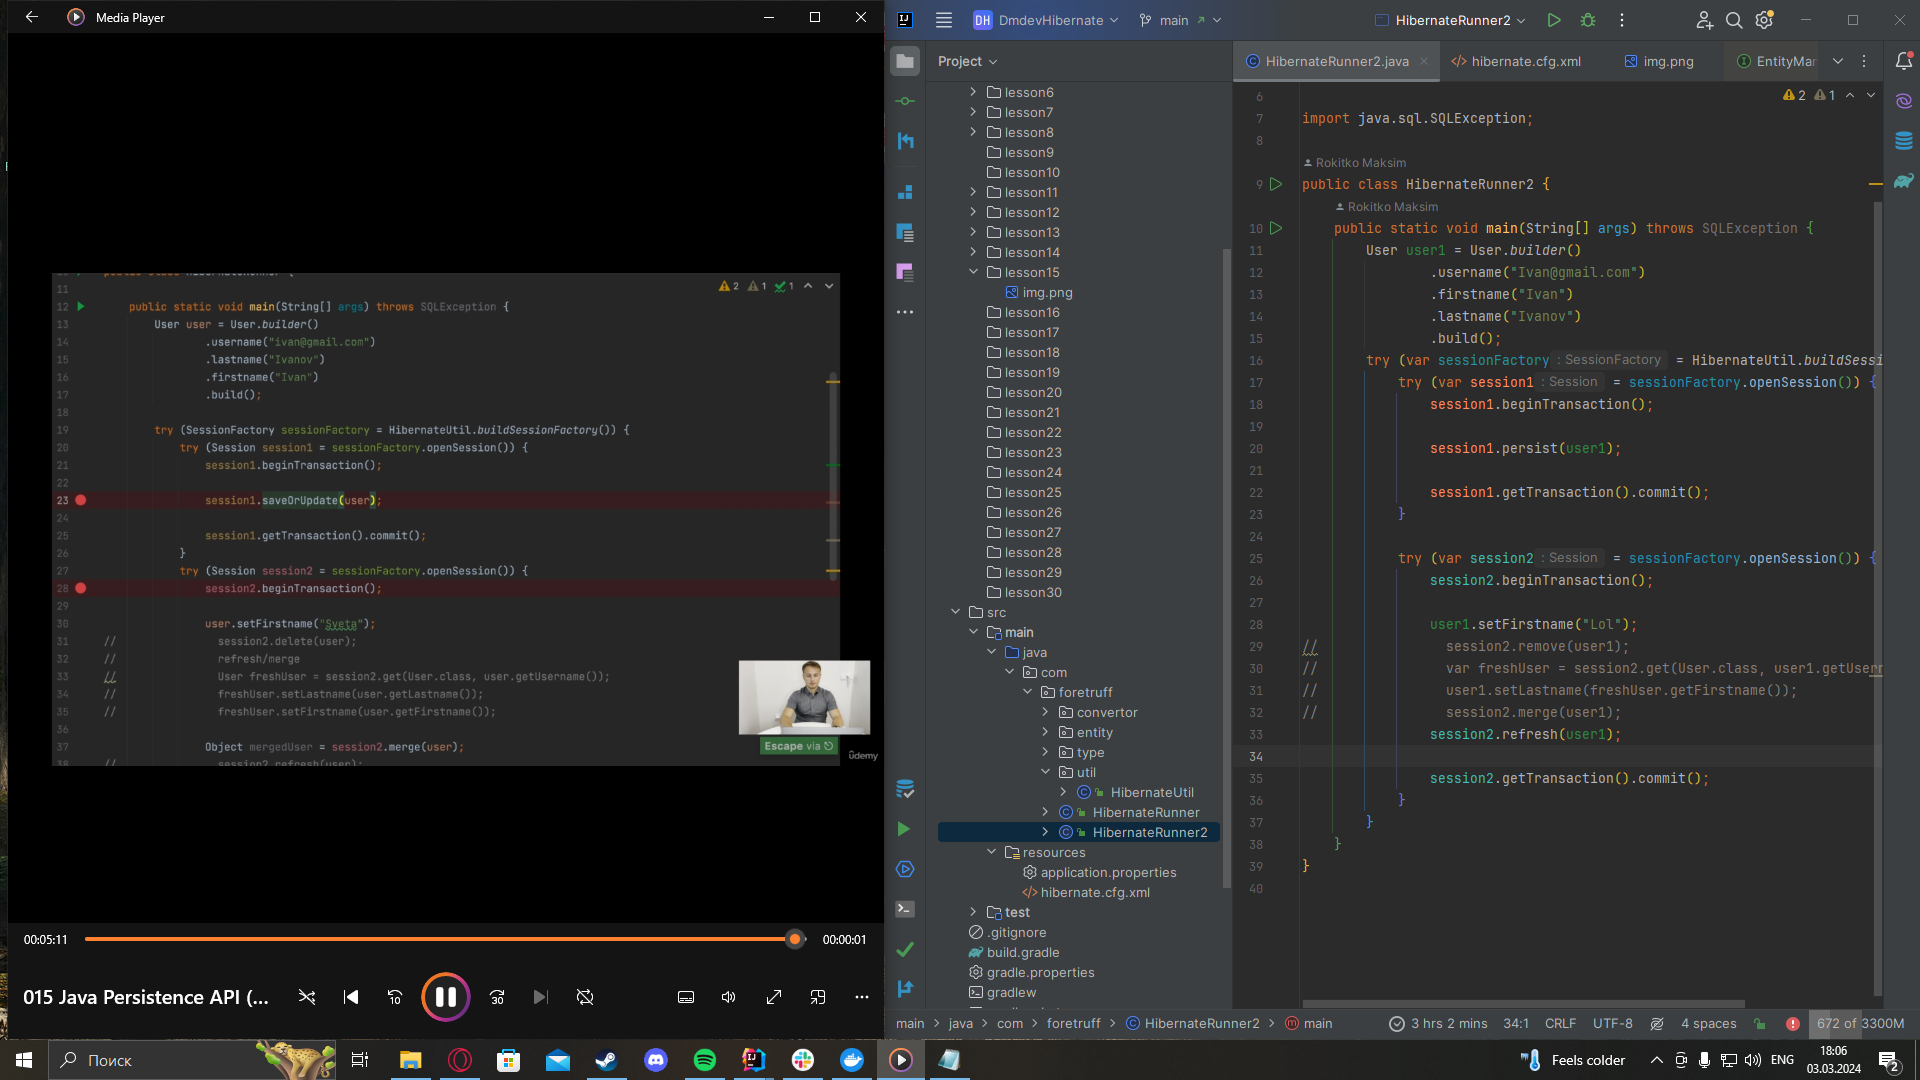 Media Player
11
12 public static void main(String[] args) throws SQLException {
13 User user = User.builder()
14 .username("ivan@gmail.com")
15 .lastname("Ivanov")
16 .firstname("Ivan")
17 .build();
18
19 try (SessionFactory sessionFactory = HibernateUtil.buildSessionFactory()) {
20 try (Session session1 = sessionFactory.openSession()) {
21 session1.beginTransaction();
22
23 session1.saveOrUpdate(user);
24
25 session1.getTransaction().commit();
26 }
27 try (Session session2 = sessionFactory.openSession()) {
28 session2.beginTransaction();
29
30 user.setFirstname("Sveta");
31 // session2.delete(user);
32 // refresh/merge
33 // User freshUser = session2.get(User.class, user.getUsername());
34 // freshUser.setLastname(user.getLastname());
35 // freshUser.setFirstname(user.getFirstname());
36
37 Object mergedUser = session2.merge(user);
38 // session2.refresh(user);
2 1 1
Escape via
ûdemy
00:05:11
00:00:01
015 Java Persistence API (...
10
30
DH DmdevHibernate
main
HibernateRunner2
Project
lesson6
lesson7
lesson8
lesson9
lesson10
lesson11
lesson12
lesson13
lesson14
lesson15
img.png
lesson16
lesson17
lesson18
lesson19
lesson20
lesson21
lesson22
lesson23
lesson24
lesson25
lesson26
lesson27
lesson28
lesson29
lesson30
src
main
java
com
foretruff
convertor
entity
type
util
HibernateUtil
HibernateRunner
HibernateRunner2
resources
application.properties
hibernate.cfg.xml
test
.gitignore
build.gradle
gradle.properties
gradlew
HibernateRunner2.java
hibernate.cfg.xml
img.png
EntityMar
2 1
6
7 import java.sql.SQLException;
8
Rokitko Maksim
9 public class HibernateRunner2 {
Rokitko Maksim
10 public static void main(String[] args) throws SQLException {
11 User user1 = User.builder()
12 .username("Ivan@gmail.com")
13 .firstname("Ivan")
14 .lastname("Ivanov")
15 .build();
16 try (var sessionFactory : SessionFactory = HibernateUtil.buildSessi
17 try (var session1 : Session = sessionFactory.openSession()) {
18 session1.beginTransaction();
19
20 session1.persist(user1);
21
22 session1.getTransaction().commit();
23 }
24
25 try (var session2 : Session = sessionFactory.openSession()) {
26 session2.beginTransaction();
27
28 user1.setFirstname("Lol");
29 // session2.remove(user1);
30 // var freshUser = session2.get(User.class, user1.getUsern
31 // user1.setLastname(freshUser.getFirstname());
32 // session2.merge(user1);
33 session2.refresh(user1);
34
35 session2.getTransaction().commit();
36 }
37 }
38 }
39 }
40
main > java > com > foretruff > HibernateRunner2 > main
3 hrs 2 mins 34:1 CRLF UTF-8 4 spaces 672 of 3300M
Поиск
Feels colder
ENG
18:06
03.03.2024
2